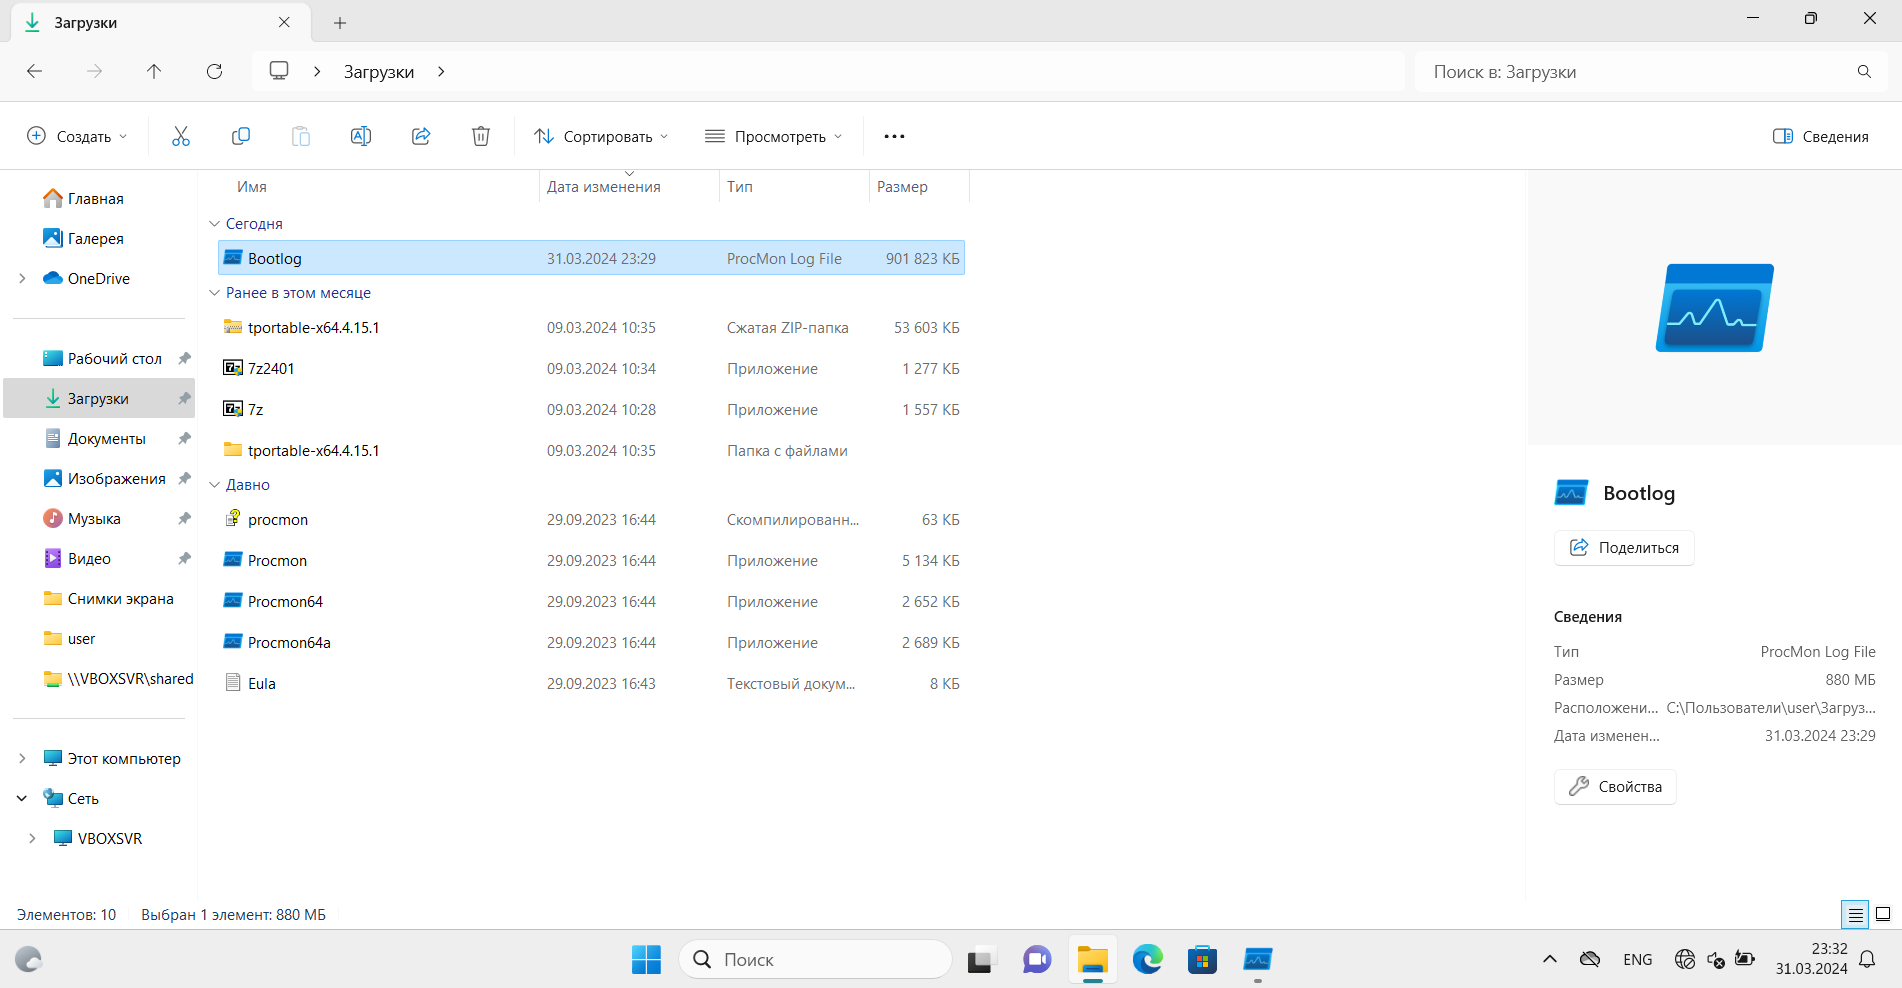 Загрузки
Загрузки
Поиск в: Загрузки
Создать
Сортировать
Просмотреть
Сведения
Имя
Дата изменения
Тип
Размер
Сегодня
Bootlog 31.03.2024 23:29 ProcMon Log File 901 823 КБ
Ранее в этом месяце
tportable-x64.4.15.1 09.03.2024 10:35 Сжатая ZIP-папка 53 603 КБ
7z2401 09.03.2024 10:34 Приложение 1 277 КБ
7z 09.03.2024 10:28 Приложение 1 557 КБ
tportable-x64.4.15.1 09.03.2024 10:35 Папка с файлами
Давно
procmon 29.09.2023 16:44 Скомпилированн... 63 КБ
Procmon 29.09.2023 16:44 Приложение 5 134 КБ
Procmon64 29.09.2023 16:44 Приложение 2 652 КБ
Procmon64a 29.09.2023 16:44 Приложение 2 689 КБ
Eula 29.09.2023 16:43 Текстовый докум... 8 КБ
Главная
Галерея
OneDrive
Рабочий стол
Загрузки
Документы
Изображения
Музыка
Видео
Снимки экрана
user
\\VBOXSVR\shared
Этот компьютер
Сеть
VBOXSVR
Bootlog
Поделиться
Сведения
Тип ProcMon Log File
Размер 880 МБ
Расположени... C:\Пользователи\user\Загруз...
Дата изменен... 31.03.2024 23:29
Свойства
Элементов: 10
Выбран 1 элемент: 880 МБ
Поиск
ENG
23:32
31.03.2024